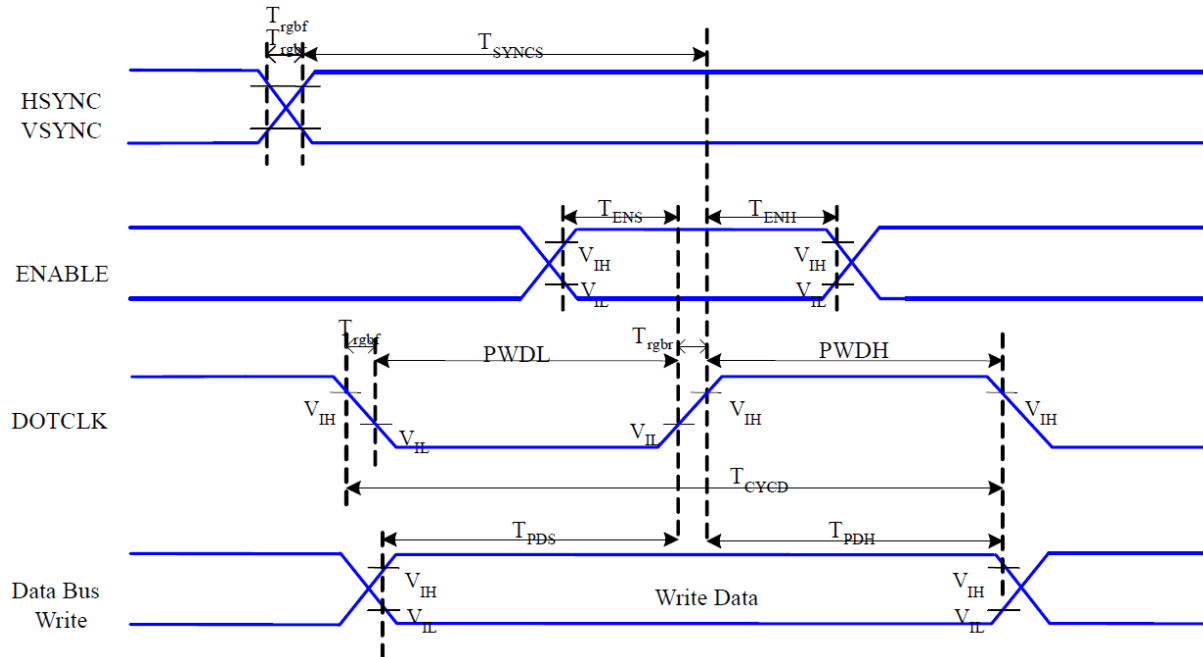 Trgbf
Trgbr
TSYNCS
HSYNC
VSYNC
TENS
TENH
VIH
VIH
ENABLE
VIL
VIL
Trgbf
Trgbr
PWDL
PWDH
DOTCLK
VIH
VIL
VIL
VIH
VIH
TCYCD
TPDS
TPDH
Data Bus
Write
VIH
Write Data
VIH
VIL
VIL